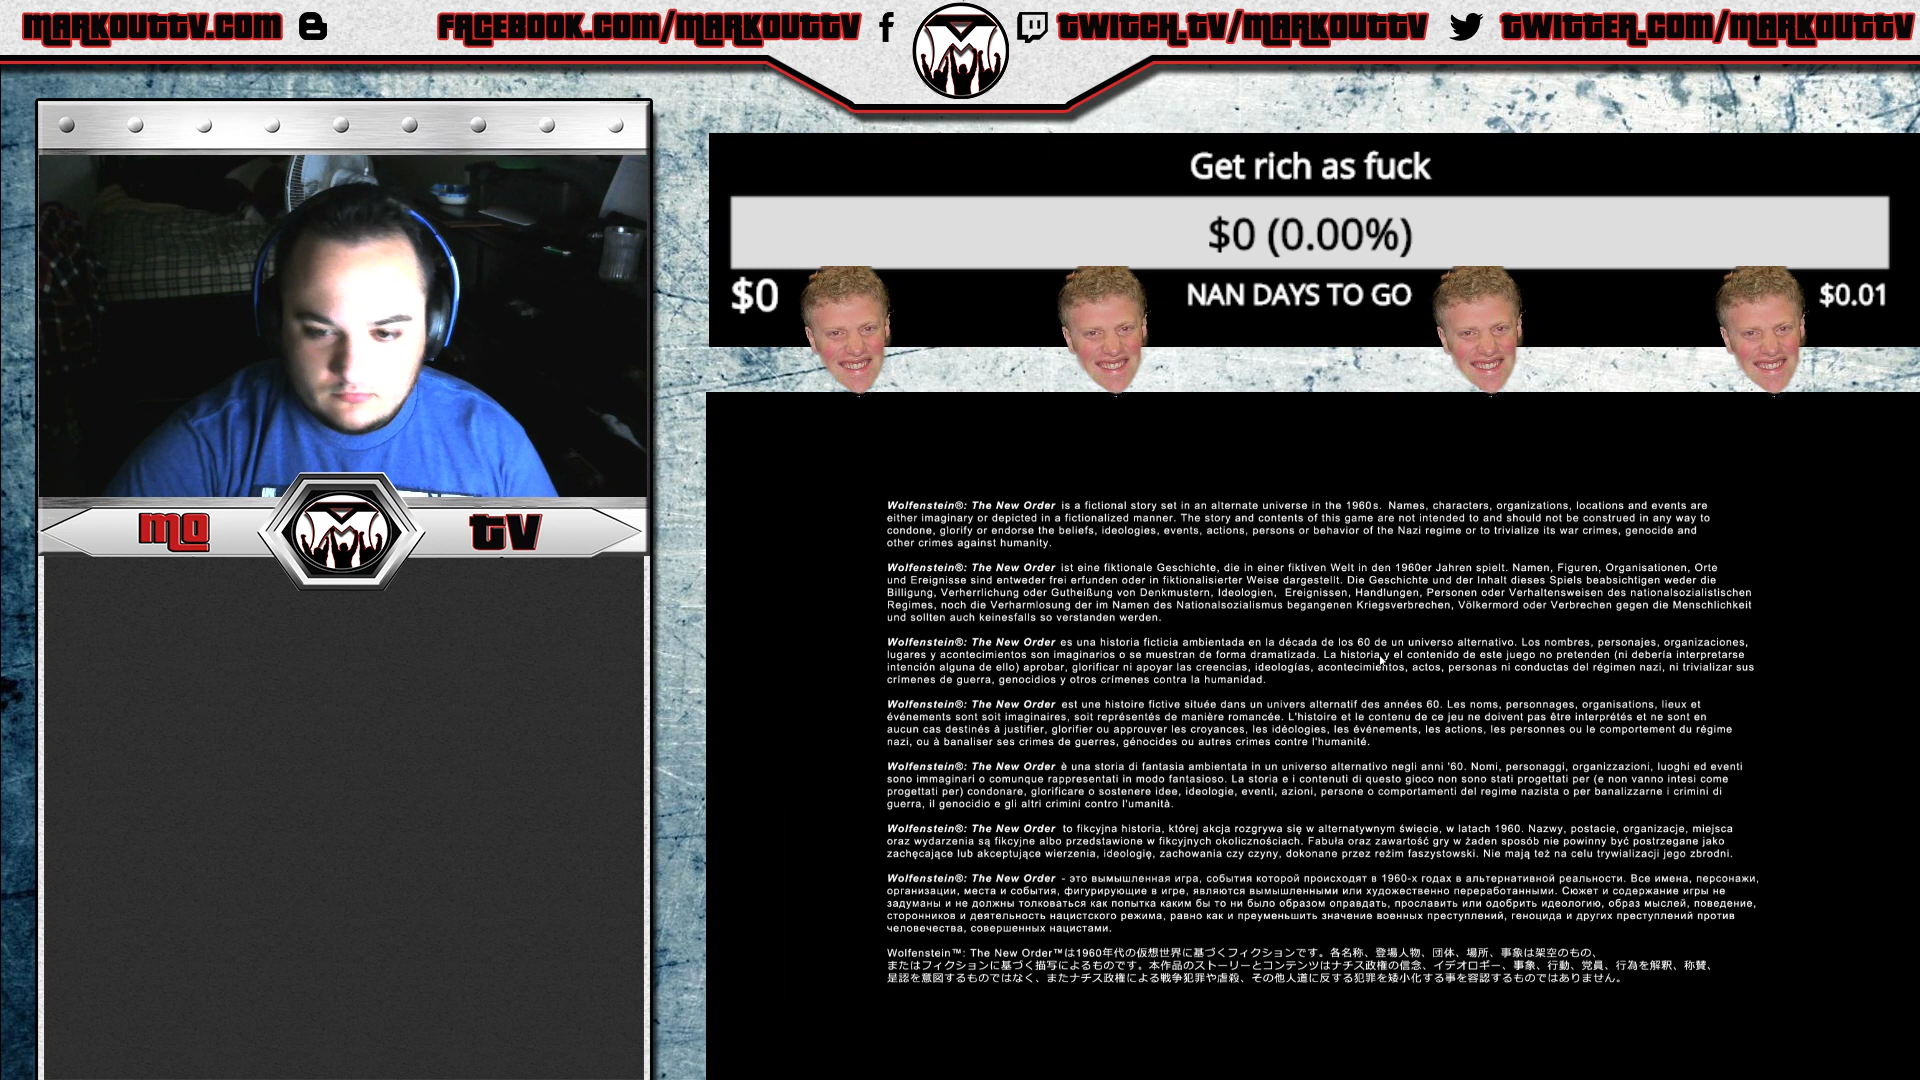 MARKOUTTV.COM
FACEBOOK.COM/MARKOUTTV
TWITCH.TV/MARKOUTTV
TWITTER.COM/MARKOUTTV
Get rich as fuck
$0 (0.00%)
$0
NAN DAYS TO GO
$0.01
MO
TV
Wolfenstein®: The New Order is a fictional story set in an alternate universe in the 1960s. Names, characters, organizations, locations and events are
either imaginary or depicted in a fictionalized manner. The story and contents of this game are not intended to and should not be construed in any way to
condone, glorify or endorse the beliefs, ideologies, events, actions, persons or behavior of the Nazi regime or to trivialize its war crimes, genocide and
other crimes against humanity.
Wolfenstein®: The New Order ist eine fiktionale Geschichte, die in einer fiktiven Welt in den 1960er Jahren spielt. Namen, Figuren, Organisationen, Orte
und Ereignisse sind entweder frei erfunden oder in fiktionalisierter Weise dargestellt. Die Geschichte und der Inhalt dieses Spiels beabsichtigen weder die
Billigung, Verherrlichung oder Gutheißung von Denkmustern, Ideologien, Ereignissen, Handlungen, Personen oder Verhaltensweisen des nationalsozialistischen
Regimes, noch die Verharmlosung der im Namen des Nationalsozialismus begangenen Kriegsverbrechen, Völkermord oder Verbrechen gegen die Menschlichkeit
und sollten auch keinesfalls so verstanden werden.
Wolfenstein®: The New Order es una historia ficticia ambientada en la década de los 60 de un universo alternativo. Los nombres, personajes, organizaciones,
lugares y acontecimientos son imaginarios o se muestran de forma dramatizada. La historia y el contenido de este juego no pretenden (ni debería interpretarse
intención alguna de ello) aprobar, glorificar ni apoyar las creencias, ideologías, acontecimientos, actos, personas ni conductas del régimen nazi, ni trivializar sus
crímenes de guerra, genocidios y otros crímenes contra la humanidad.
Wolfenstein®: The New Order est une histoire fictive située dans un univers alternatif des années 60. Les noms, personnages, organisations, lieux et
événements sont soit imaginaires, soit représentés de manière romancée. L'histoire et le contenu de ce jeu ne doivent pas être interprétés et ne sont en
aucun cas destinés à justifier, glorifier ou approuver les croyances, les idéologies, les événements, les actions, les personnes ou le comportement du régime
nazi, ou à banaliser ses crimes de guerres, génocides ou autres crimes contre l'humanité.
Wolfenstein®: The New Order è una storia di fantasia ambientata in un universo alternativo negli anni '60. Nomi, personaggi, organizzazioni, luoghi ed eventi
sono immaginari o comunque rappresentati in modo fantasioso. La storia e i contenuti di questo gioco non sono stati progettati per (e non vanno intesi come
progettati per) condonare, glorificare o sostenere idee, ideologie, eventi, azioni, persone o comportamenti del regime nazista o per banalizzarne i crimini di
guerra, il genocidio e gli altri crimini contro l'umanità.
Wolfenstein®: The New Order to fikcyjna historia, której akcja rozgrywa się w alternatywnym świecie, w latach 1960. Nazwy, postacie, organizacje, miejsca
oraz wydarzenia są fikcyjne albo przedstawione w fikcyjnych okolicznościach. Fabuła oraz zawartość gry w żaden sposób nie powinny być postrzegane jako
zachęcające lub akceptujące wierzenia, ideologię, zachowania czy czyny, dokonane przez reżim faszystowski. Nie mają też na celu trywializacji jego zbrodni.
Wolfenstein®: The New Order - это вымышленная игра, события которой происходят в 1960-х годах в альтернативной реальности. Все имена, персонажи,
организации, места и события, фигурирующие в игре, являются вымышленными или художественно переработанными. Сюжет и содержание игры не
задуманы и не должны толковаться как попытка каким бы то ни было образом оправдать, прославить или одобрить идеологию, образ мыслей, поведение,
сторонников и деятельность нацистского режима, равно как и преуменьшить значение военных преступлений, геноцида и других преступлений против
человечества, совершенных нацистами.
Wolfenstein™: The New Order™は1960年代の仮想世界に基づくフィクションです。各名称、登場人物、団体、場所、事象は架空のもの、
またはフィクションに基づく描写によるものです。本作品のストーリーとコンテンツはナチス政権の信念、イデオロギー、事象、行動、党員、行為を解釈、称賛、
是認を意図するものではなく、またナチス政権による戦争犯罪や虐殺、その他人道に反する犯罪を矮小化する事を容認するものではありません。